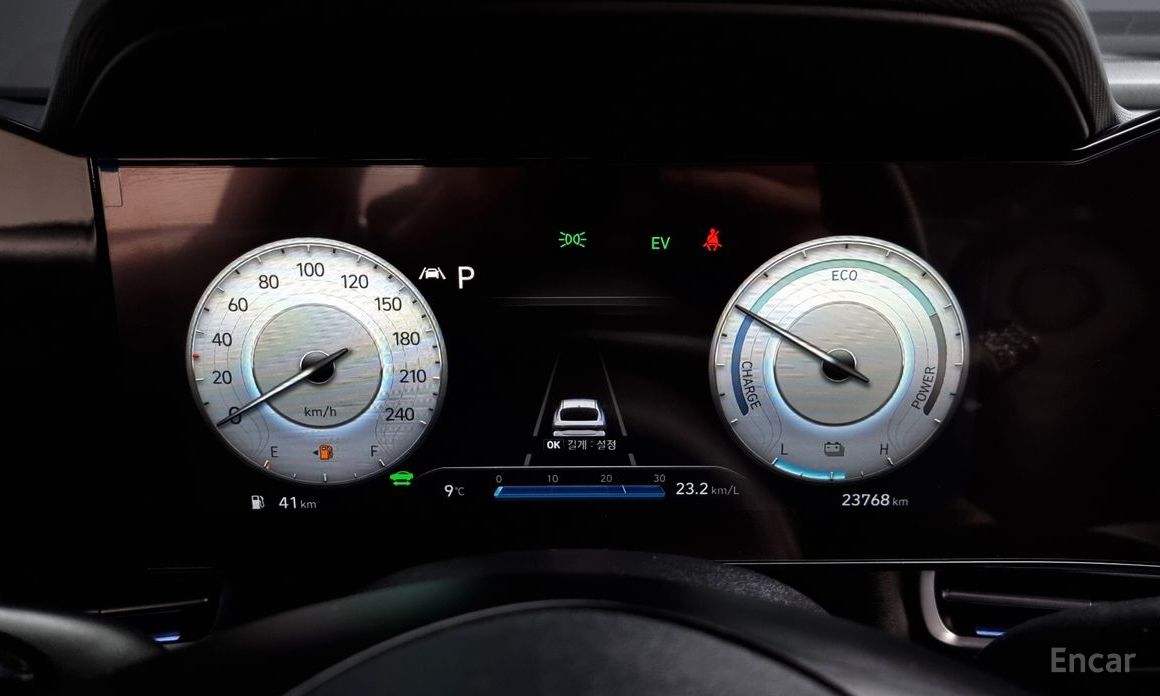 EV
P
0
20
40
60
80
100
120
150
180
210
240
km/h
E
F
ECO
CHARGE
POWER
L
H
OK 길게 : 설정
0 10 20 30
41 km
9℃
23.2 km/L
23768 km
Encar